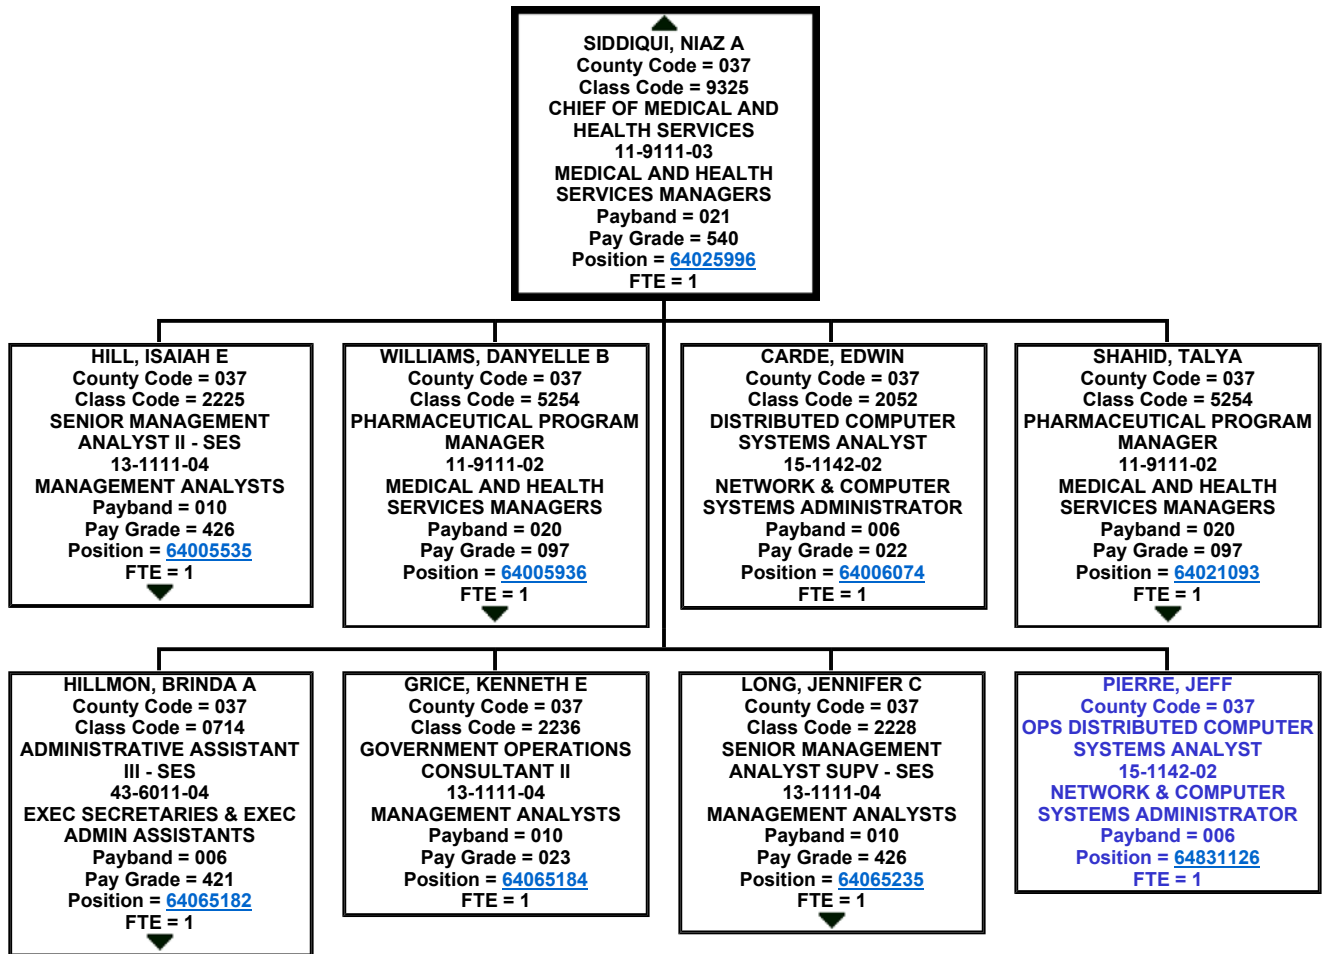 SIDDIQUI, NIAZ A
County Code = 037
Class Code = 9325
CHIEF OF MEDICAL AND
HEALTH SERVICES
11-9111-03
MEDICAL AND HEALTH
SERVICES MANAGERS
Payband = 021
Pay Grade = 540
Position = 64025996
FTE = 1
HILL, ISAIAH E
County Code = 037
Class Code = 2225
SENIOR MANAGEMENT
ANALYST II - SES
13-1111-04
MANAGEMENT ANALYSTS
Payband = 010
Pay Grade = 426
Position = 64005535
FTE = 1
WILLIAMS, DANYELLE B
County Code = 037
Class Code = 5254
PHARMACEUTICAL PROGRAM
MANAGER
11-9111-02
MEDICAL AND HEALTH
SERVICES MANAGERS
Payband = 020
Pay Grade = 097
Position = 64005936
FTE = 1
CARDE, EDWIN
County Code = 037
Class Code = 2052
DISTRIBUTED COMPUTER
SYSTEMS ANALYST
15-1142-02
NETWORK & COMPUTER
SYSTEMS ADMINISTRATOR
Payband = 006
Pay Grade = 022
Position = 64006074
FTE = 1
SHAHID, TALYA
County Code = 037
Class Code = 5254
PHARMACEUTICAL PROGRAM
MANAGER
11-9111-02
MEDICAL AND HEALTH
SERVICES MANAGERS
Payband = 020
Pay Grade = 097
Position = 64021093
FTE = 1
HILLMON, BRINDA A
County Code = 037
Class Code = 0714
ADMINISTRATIVE ASSISTANT
III - SES
43-6011-04
EXEC SECRETARIES & EXEC
ADMIN ASSISTANTS
Payband = 006
Pay Grade = 421
Position = 64065182
FTE = 1
GRICE, KENNETH E
County Code = 037
Class Code = 2236
GOVERNMENT OPERATIONS
CONSULTANT II
13-1111-04
MANAGEMENT ANALYSTS
Payband = 010
Pay Grade = 023
Position = 64065184
FTE = 1
LONG, JENNIFER C
County Code = 037
Class Code = 2228
SENIOR MANAGEMENT
ANALYST SUPV - SES
13-1111-04
MANAGEMENT ANALYSTS
Payband = 010
Pay Grade = 426
Position = 64065235
FTE = 1
PIERRE, JEFF
County Code = 037
OPS DISTRIBUTED COMPUTER
SYSTEMS ANALYST
15-1142-02
NETWORK & COMPUTER
SYSTEMS ADMINISTRATOR
Payband = 006
Position = 64831126
FTE = 1